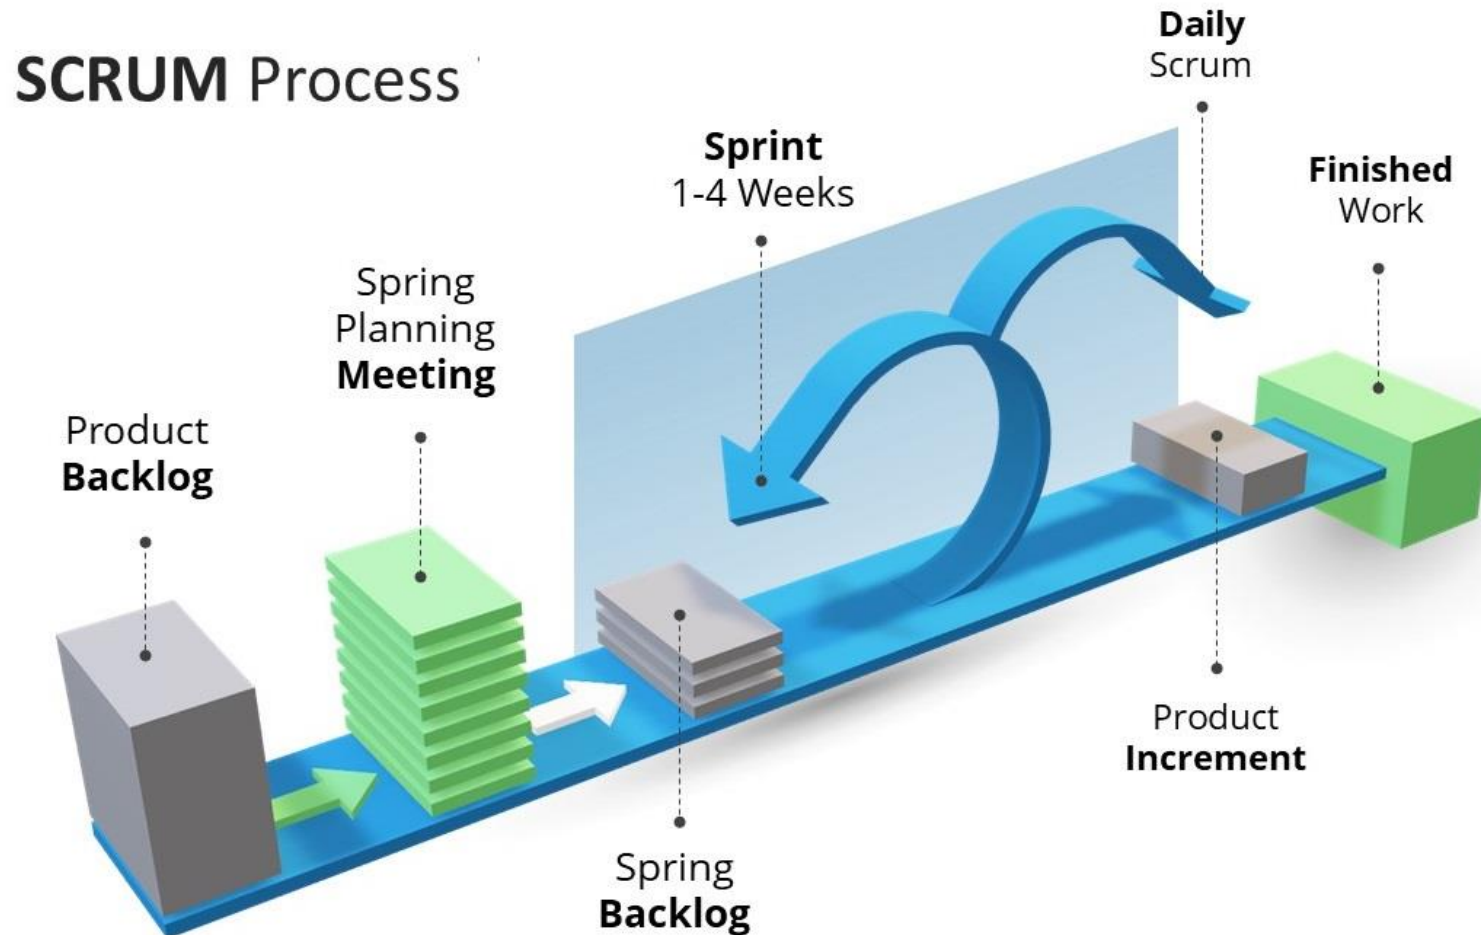 SCRUM Process
Daily
Scrum
Sprint
1-4 Weeks
Finished
Work
Spring
Planning
Meeting
Product
Backlog
Product
Increment
Spring
Backlog